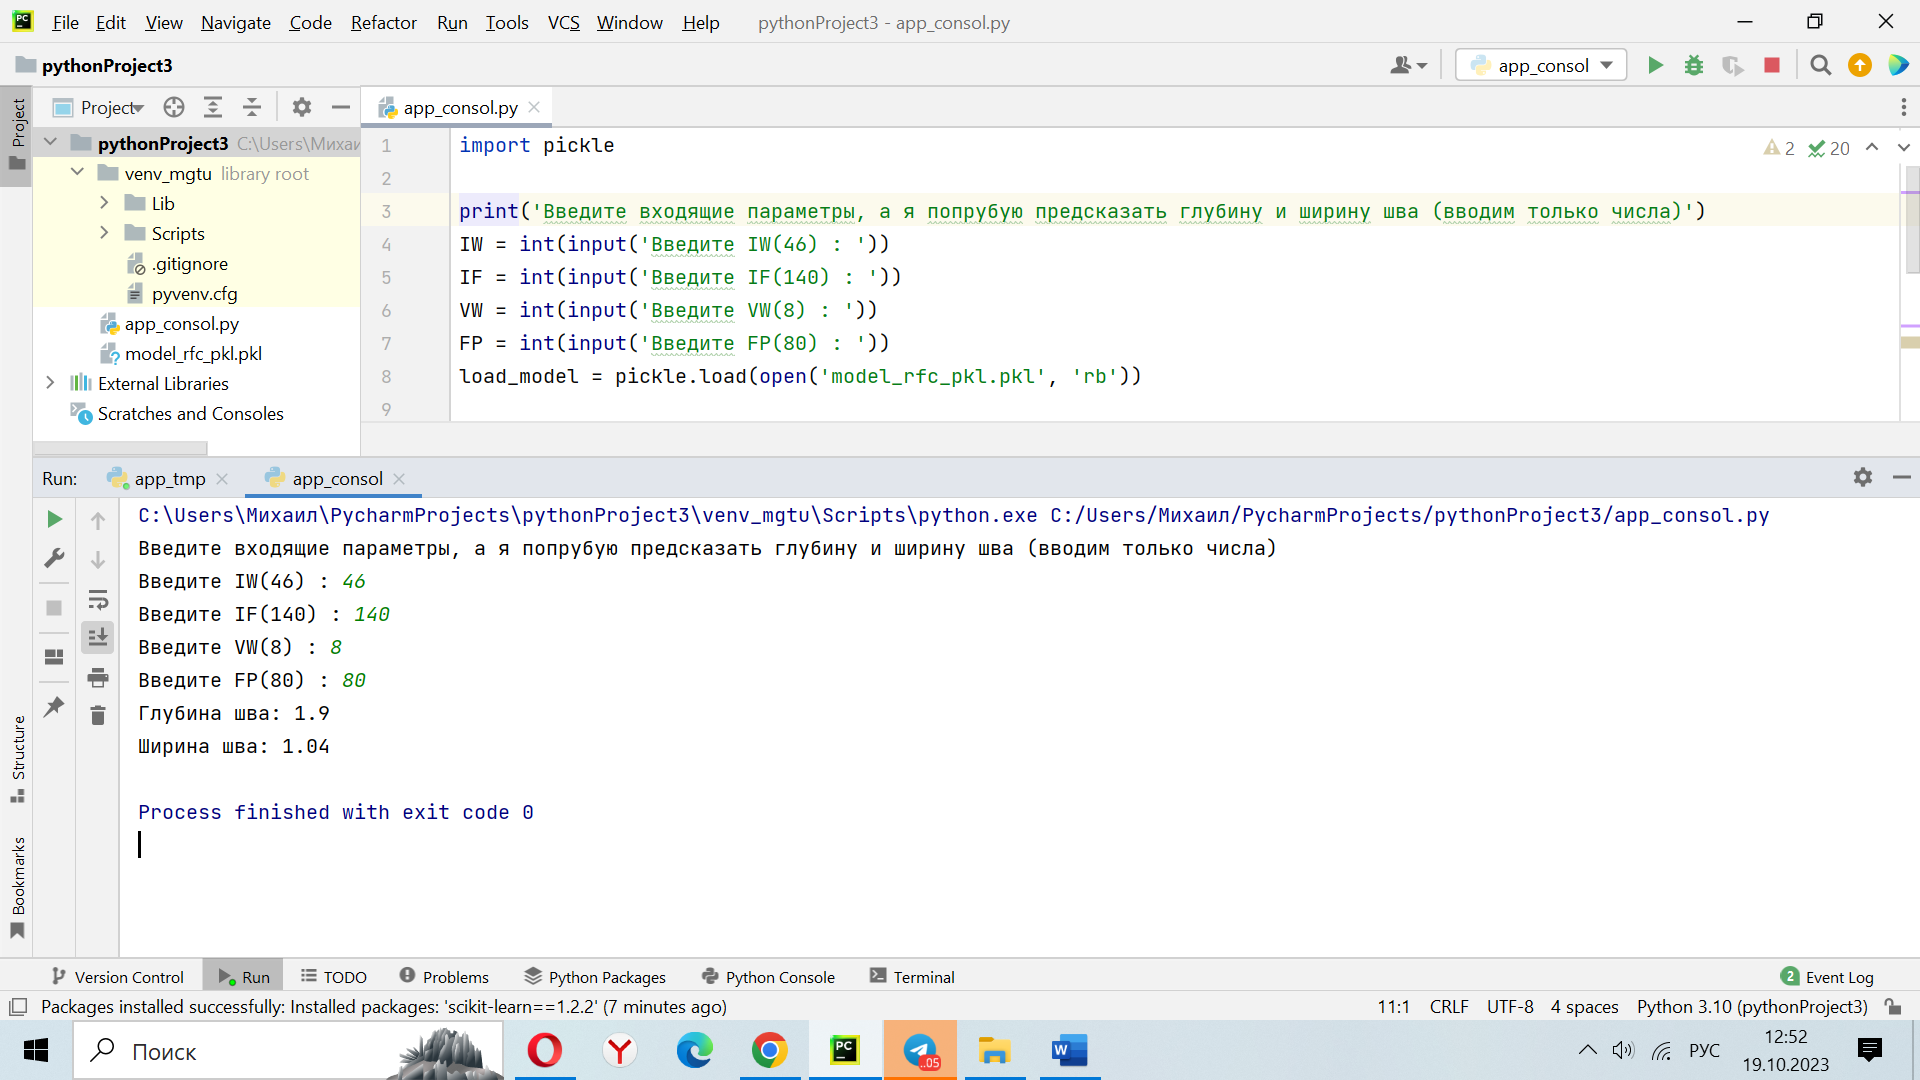 File Edit View Navigate Code Refactor Run Tools VCS Window Help pythonProject3 - app_consol.py
pythonProject3
app_consol
Project
app_consol.py
Project
pythonProject3 C:\Users\Михаи
venv_mgtu library root
Lib
Scripts
.gitignore
pyvenv.cfg
app_consol.py
model_rfc_pkl.pkl
External Libraries
Scratches and Consoles
1 import pickle
2 20
2
3 print('Введите входящие параметры, а я попрубую предсказать глубину и ширину шва (вводим только числа)')
4 IW = int(input('Введите IW(46) : '))
5 IF = int(input('Введите IF(140) : '))
6 VW = int(input('Введите VW(8) : '))
7 FP = int(input('Введите FP(80) : '))
8 load_model = pickle.load(open('model_rfc_pkl.pkl', 'rb'))
9
Run: app_tmp app_consol
C:\Users\Михаил\PycharmProjects\pythonProject3\venv_mgtu\Scripts\python.exe C:/Users/Михаил/PycharmProjects/pythonProject3/app_consol.py
Введите входящие параметры, а я попрубую предсказать глубину и ширину шва (вводим только числа)
Введите IW(46) : 46
Введите IF(140) : 140
Введите VW(8) : 8
Введите FP(80) : 80
Глубина шва: 1.9
Ширина шва: 1.04
Process finished with exit code 0
Structure
Bookmarks
Version Control Run TODO Problems Python Packages Python Console Terminal 2 Event Log
Packages installed successfully: Installed packages: 'scikit-learn==1.2.2' (7 minutes ago) 11:1 CRLF UTF-8 4 spaces Python 3.10 (pythonProject3)
Поиск
PC
..05
W
РУС
12:52
19.10.2023